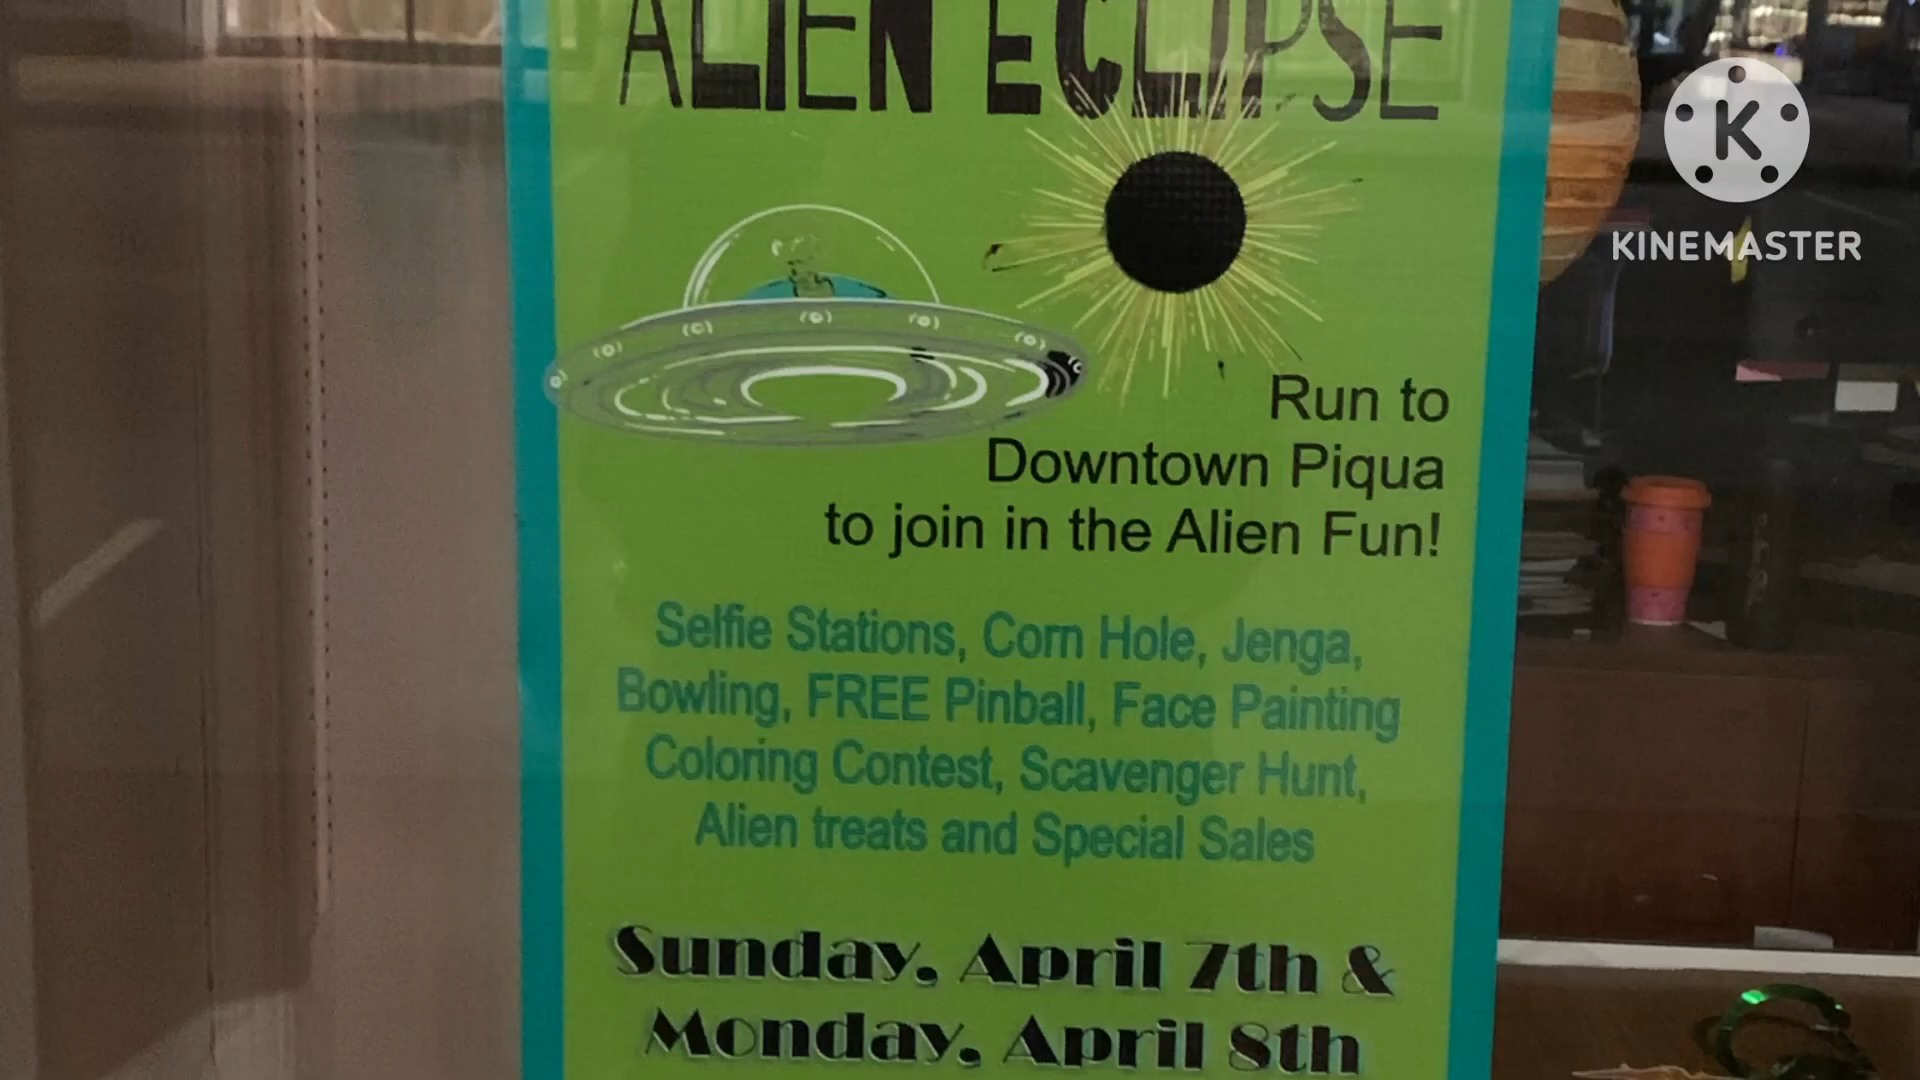 ALIEN ECLIPSE
K
KINEMASTER
Run to
Downtown Piqua
to join in the Alien Fun!
Selfie Stations, Corn Hole, Jenga,
Bowling, FREE Pinball, Face Painting
Coloring Contest, Scavenger Hunt,
Alien treats and Special Sales
Sunday, April 7th &
Monday, April 8th